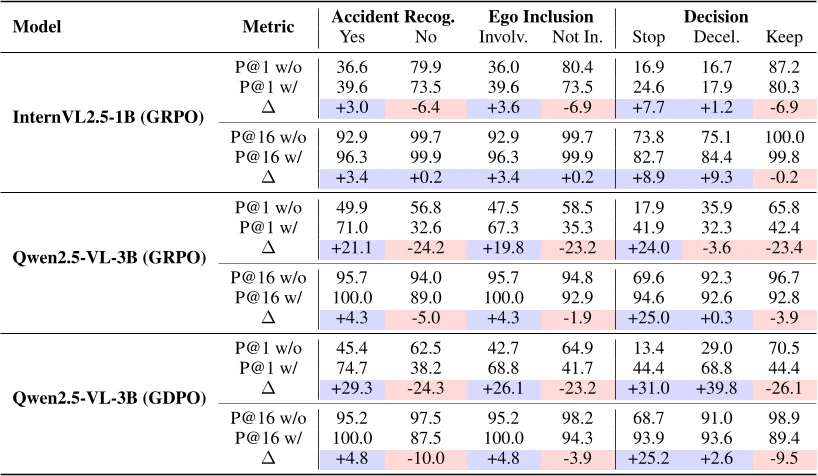 Model Metric Accident Recog. Ego Inclusion Decision
Yes No Involv. Not In. Stop Decel. Keep
InternVL2.5-1B (GRPO)
P@1 w/o 36.6 79.9 36.0 80.4 16.9 16.7 87.2
P@1 w/ 39.6 73.5 39.6 73.5 24.6 17.9 80.3
Δ +3.0 -6.4 +3.6 -6.9 +7.7 +1.2 -6.9
P@16 w/o 92.9 99.7 92.9 99.7 73.8 75.1 100.0
P@16 w/ 96.3 99.9 96.3 99.9 82.7 84.4 99.8
Δ +3.4 +0.2 +3.4 +0.2 +8.9 +9.3 -0.2
Qwen2.5-VL-3B (GRPO)
P@1 w/o 49.9 56.8 47.5 58.5 17.9 35.9 65.8
P@1 w/ 71.0 32.6 67.3 35.3 41.9 32.3 42.4
Δ +21.1 -24.2 +19.8 -23.2 +24.0 -3.6 -23.4
P@16 w/o 95.7 94.0 95.7 94.8 69.6 92.3 96.7
P@16 w/ 100.0 89.0 100.0 92.9 94.6 92.6 92.8
Δ +4.3 -5.0 +4.3 -1.9 +25.0 +0.3 -3.9
Qwen2.5-VL-3B (GDPO)
P@1 w/o 45.4 62.5 42.7 64.9 13.4 29.0 70.5
P@1 w/ 74.7 38.2 68.8 41.7 44.4 68.8 44.4
Δ +29.3 -24.3 +26.1 -23.2 +31.0 +39.8 -26.1
P@16 w/o 95.2 97.5 95.2 98.2 68.7 91.0 98.9
P@16 w/ 100.0 87.5 100.0 94.3 93.9 93.6 89.4
Δ +4.8 -10.0 +4.8 -3.9 +25.2 +2.6 -9.5